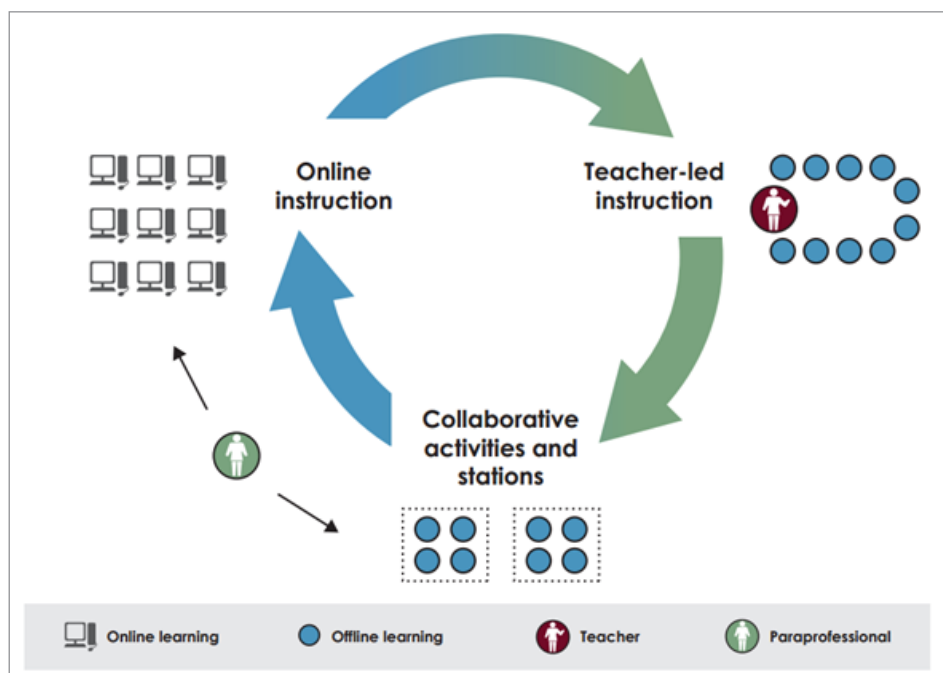 Online
instruction
Teacher-led
instruction
Collaborative
activities and
stations
Online learning
Offline learning
Teacher
Paraprofessional